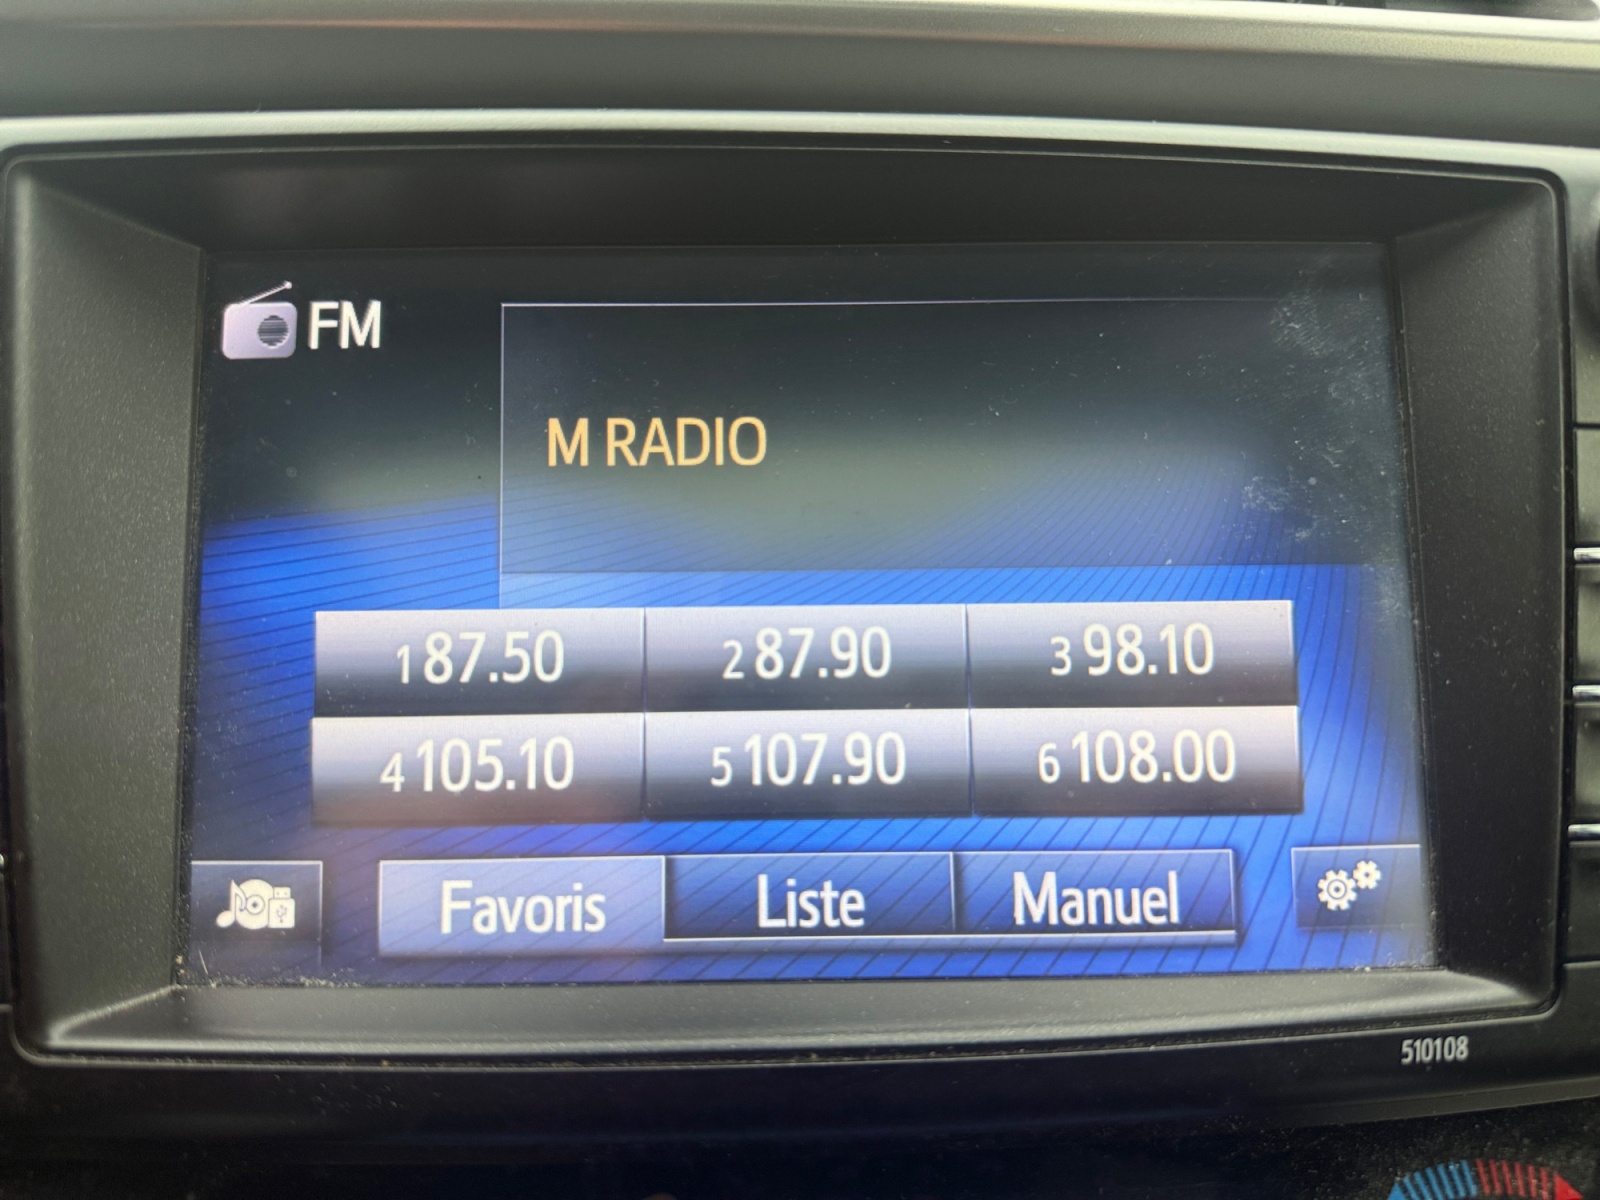 FM
M RADIO
1 87.50 2 87.90 3 98.10
4 105.10 5 107.90 6 108.00
Favoris Liste Manuel
510108